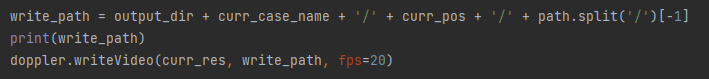 write_path = output_dir + curr_case_name + '/' + curr_pos + '/' + path.split('/')[-1]
print(write_path)
doppler.writeVideo(curr_res, write_path, fps=20)